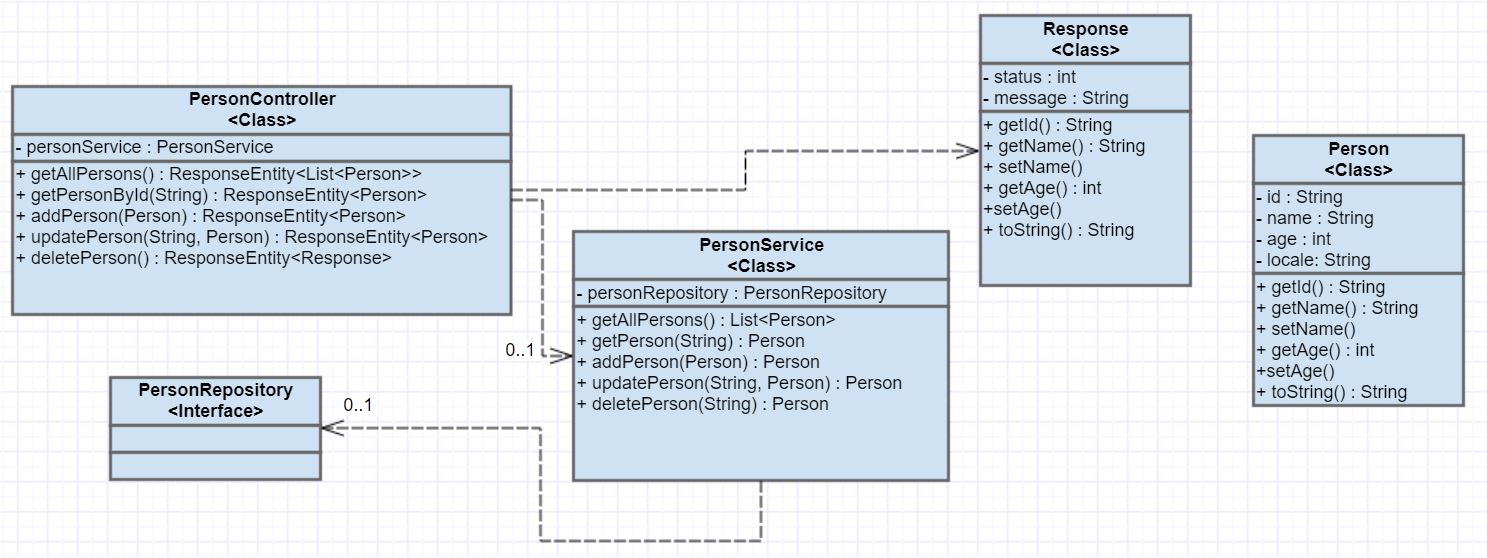 Response
<Class>
- status : int
- message : String
+ getId() : String
+ getName() : String
+ setName()
+ getAge() : int
+setAge()
+ toString() : String
PersonController
<Class>
- personService : PersonService
+ getAllPersons() : ResponseEntity<List<Person>>
+ getPersonById(String) : ResponseEntity<Person>
+ addPerson(Person) : ResponseEntity<Person>
+ updatePerson(String, Person) : ResponseEntity<Person>
+ deletePerson() : ResponseEntity<Response>
Person
<Class>
- id : String
- name : String
- age : int
- locale: String
+ getId() : String
+ getName() : String
+ setName()
+ getAge() : int
+setAge()
+ toString() : String
PersonService
<Class>
- personRepository : PersonRepository
+ getAllPersons() : List<Person>
+ getPerson(String) : Person
+ addPerson(Person) : Person
+ updatePerson(String, Person) : Person
+ deletePerson(String) : Person
0..1
PersonRepository
<Interface>
0..1